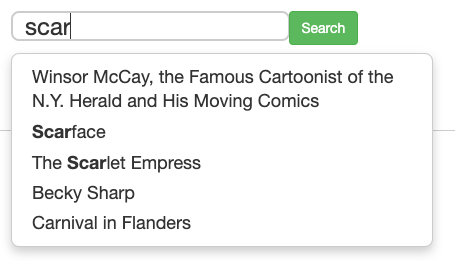 scar
Search
Winsor McCay, the Famous Cartoonist of the
N.Y. Herald and His Moving Comics
Scarface
The Scarlet Empress
Becky Sharp
Carnival in Flanders